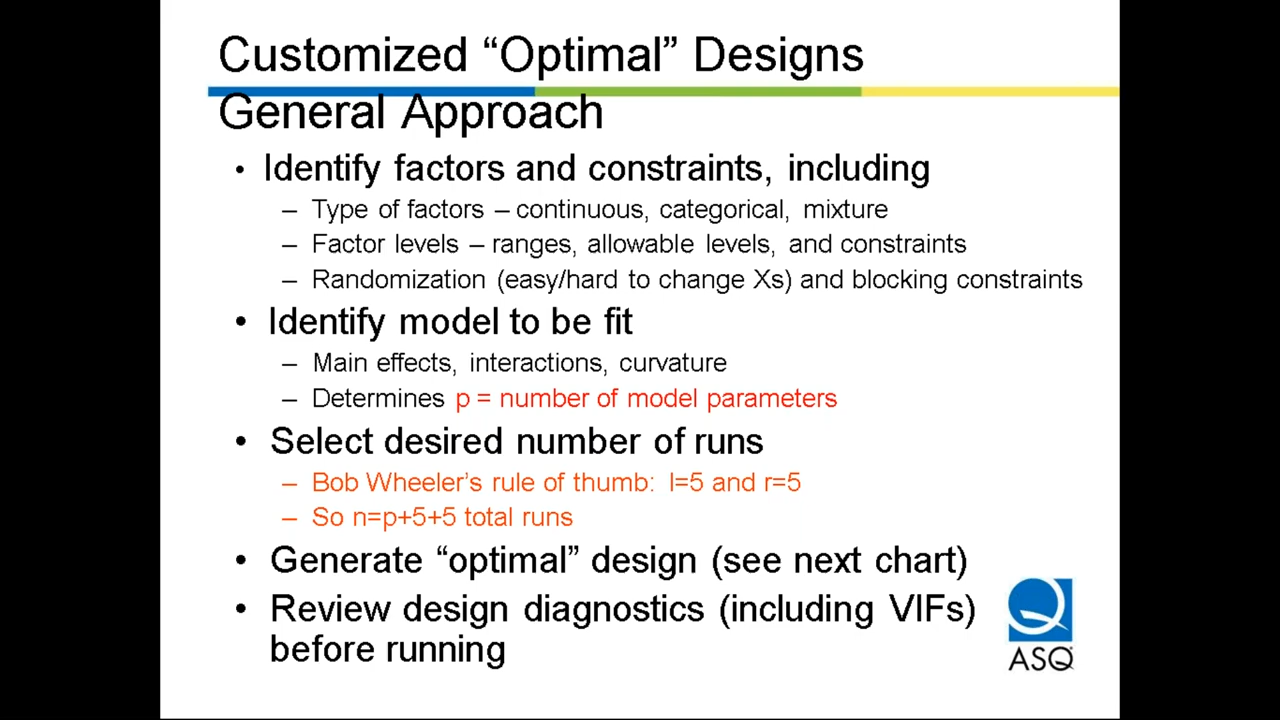 Customized “Optimal” Designs
General Approach
• Identify factors and constraints, including
– Type of factors – continuous, categorical, mixture
– Factor levels – ranges, allowable levels, and constraints
– Randomization (easy/hard to change Xs) and blocking constraints
• Identify model to be fit
– Main effects, interactions, curvature
– Determines p = number of model parameters
• Select desired number of runs
– Bob Wheeler’s rule of thumb: l=5 and r=5
– So n=p+5+5 total runs
• Generate “optimal” design (see next chart)
• Review design diagnostics (including VIFs)
before running
ASQ